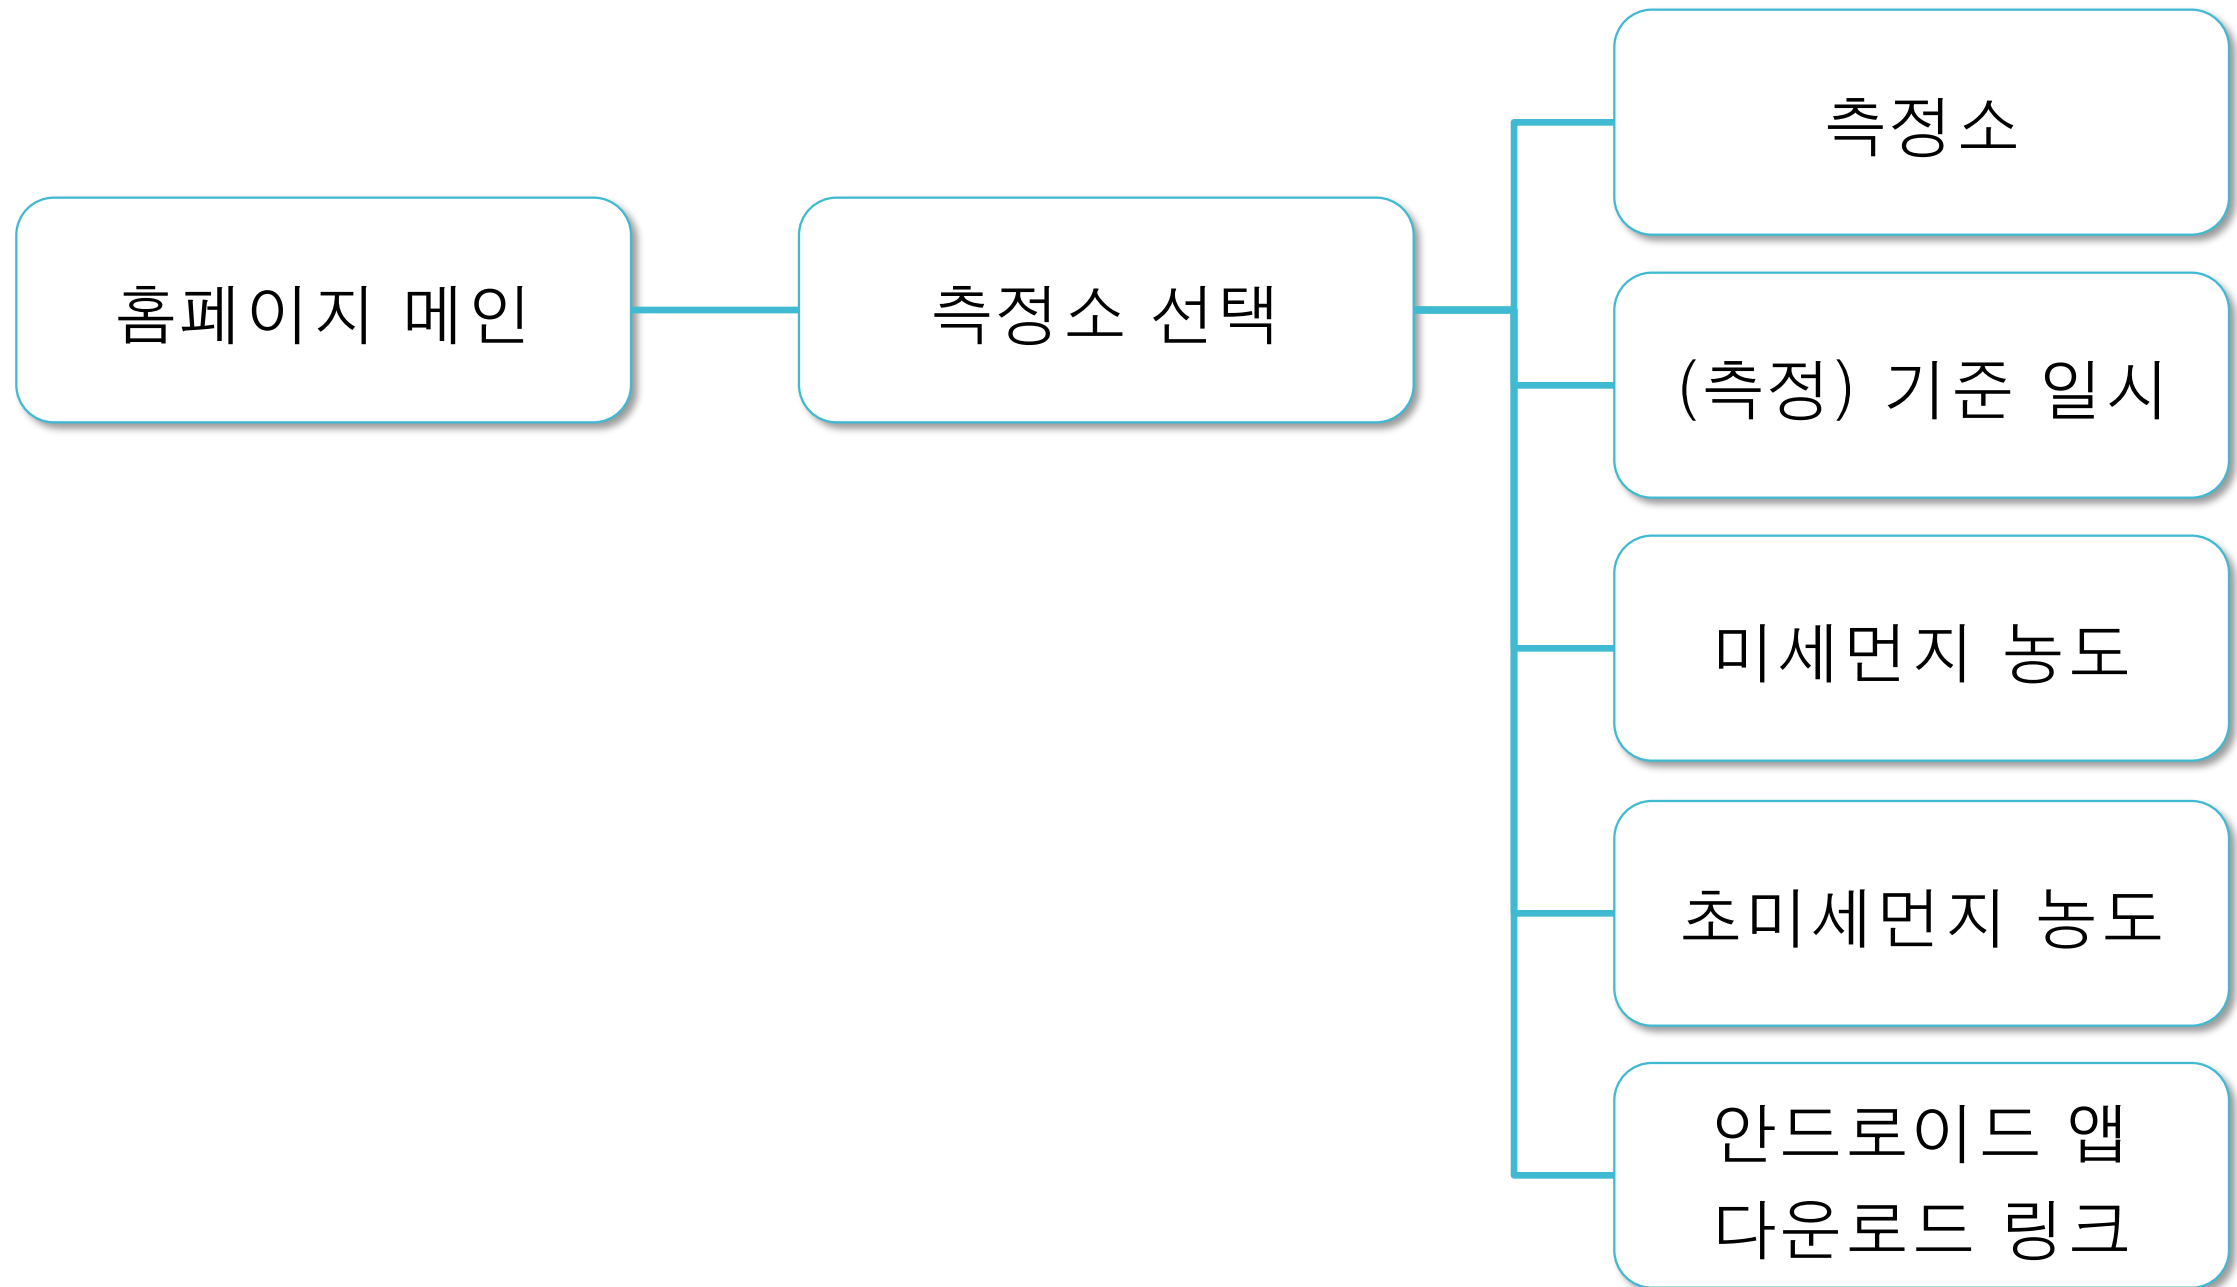 홈페이지 메인
측정소 선택
측정소
(측정) 기준 일시
미세먼지 농도
초미세먼지 농도
안드로이드 앱
다운로드 링크